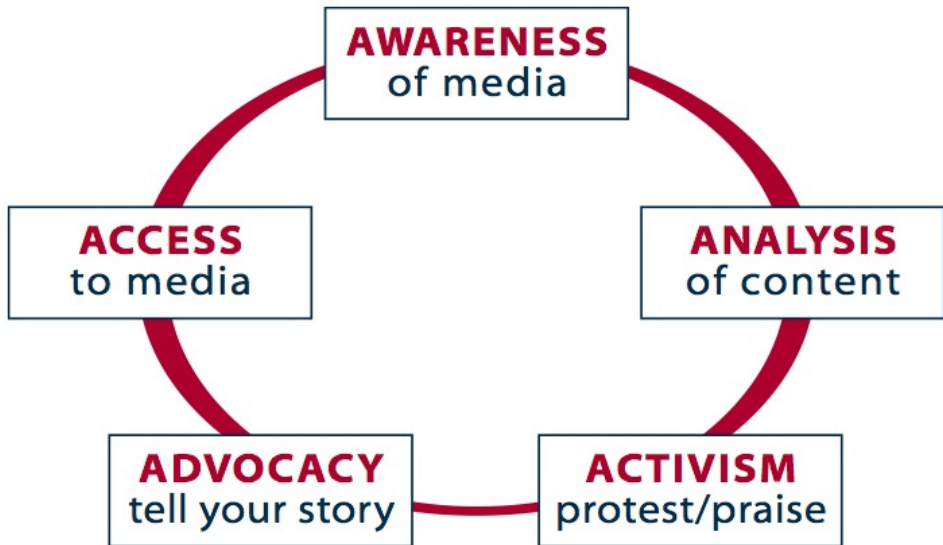 AWARENESS
of media
ANALYSIS
of content
ACTIVISM
protest/praise
ADVOCACY
tell your story
ACCESS
to media